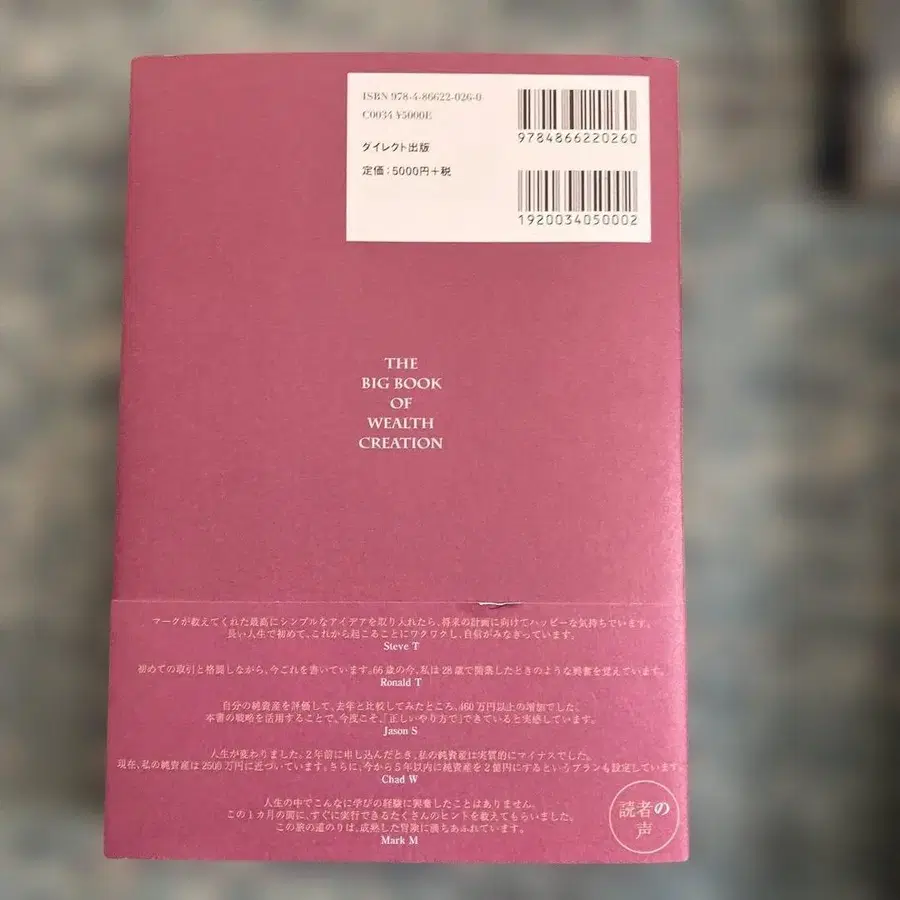 ISBN 978-4-86622-026-0
C0034 ¥5000E
ダイレクト出版
定価：5000円＋税
9784866220260
1920034050002
THE
BIG BOOK
OF
WEALTH
CREATION
マークが教えてくれた最高にシンプルなアイデアを取り入れたら、将来の計画に向けてハッピーな気持ちでいます。
長い人生で初めて、これから起こることにワクワクし、自信がみなぎっています。
Steve T
初めての取引と格闘しながら、今これを書いています。66歳の今、私は28歳で開業したときのような興奮を覚えています。
Ronald T
自分の純資産を評価して、去年と比較してみたところ、460万円以上の増加でした。
本書の戦略を活用することで、今度こそ、「正しいやり方で」できていると実感しています。
Jason S
人生が変わりました。2年前に申し込んだとき、私の純資産は実質的にマイナスでした。
現在、私の純資産は2500万円に近づいています。さらに、今から5年以内に純資産を2億円にするというプランも設定しています。
Chad W
人生の中でこんなに学びの経験に興奮したことはありません。
この1カ月の間に、すぐに実行できるたくさんのヒントを教えてもらいました。
この旅の道のりは、成熟した冒険に満ちあふれています。
Mark M
読者の
声